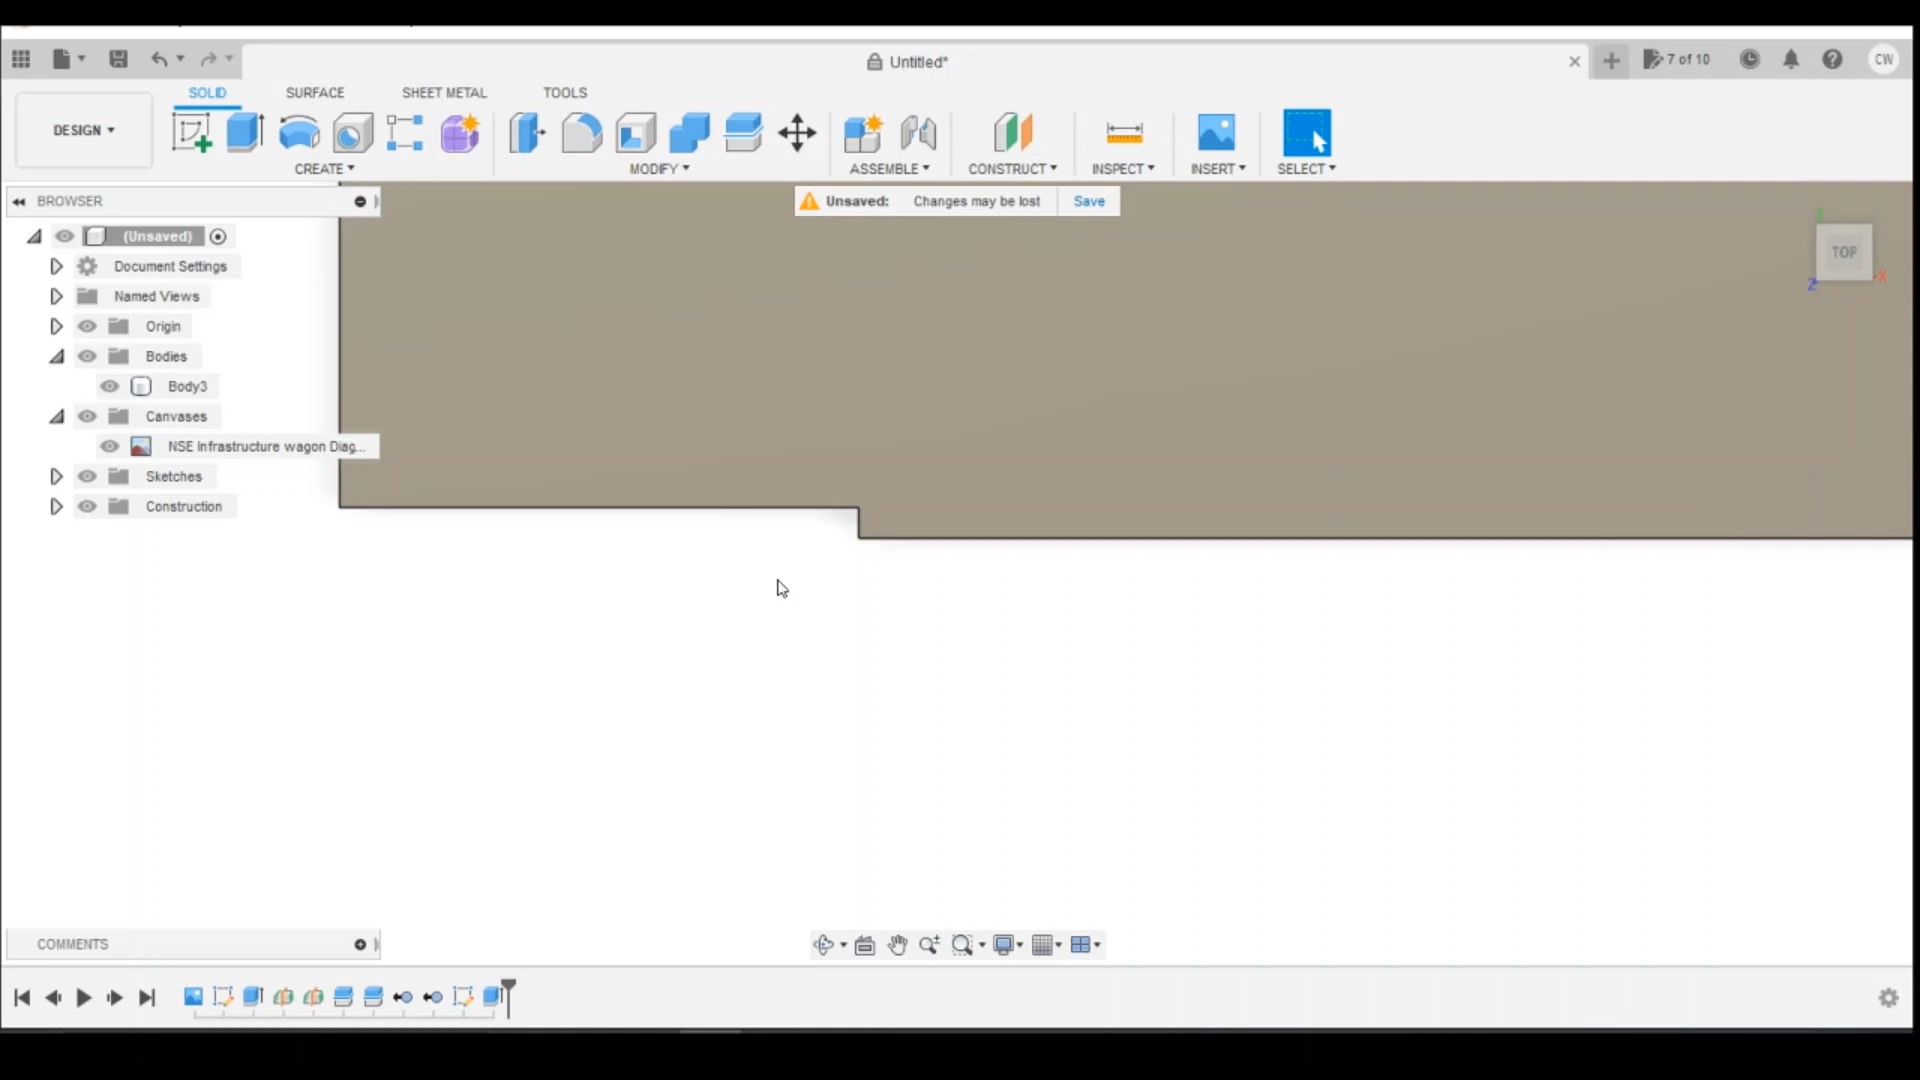 Untitled*
7 of 10
CW
DESIGN
SOLID
SURFACE
SHEET METAL
TOOLS
CREATE
MODIFY
ASSEMBLE
CONSTRUCT
INSPECT
INSERT
SELECT
BROWSER
Unsaved: Changes may be lost Save
(Unsaved)
Document Settings
Named Views
Origin
Bodies
Body3
Canvases
NSE Infrastructure wagon Diag...
Sketches
Construction
TOP
X
Z
COMMENTS